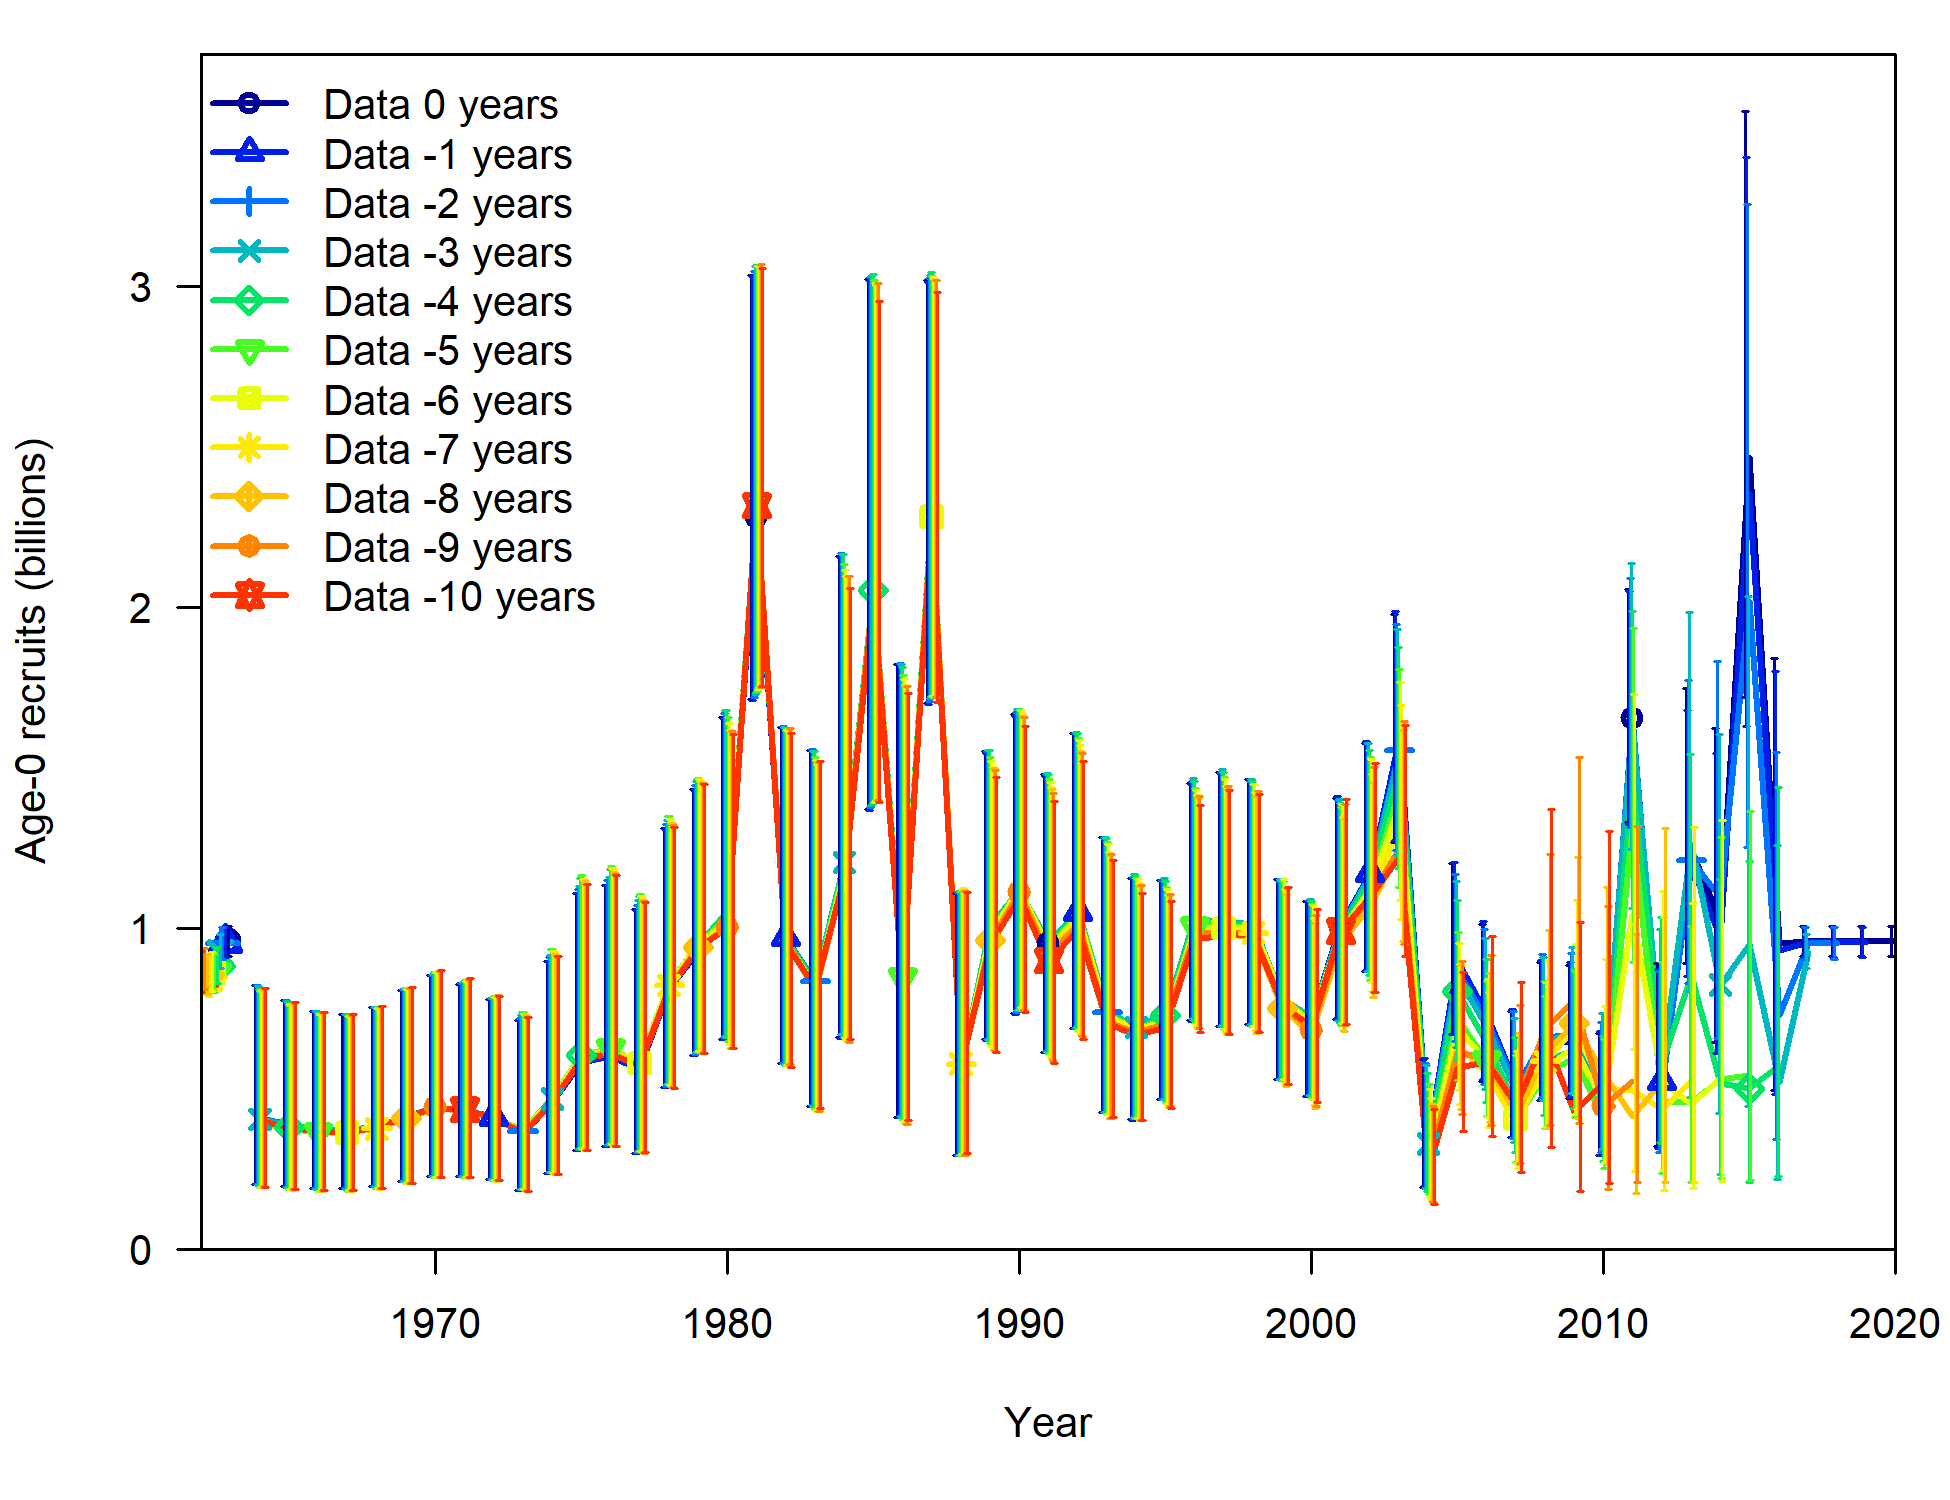 Data 0 years
Data -1 years
Data -2 years
Data -3 years
Data -4 years
Data -5 years
Data -6 years
Data -7 years
Data -8 years
Data -9 years
Data -10 years
Age-0 recruits (billions)
3
2
1
0
1970 1980 1990 2000 2010 2020
Year